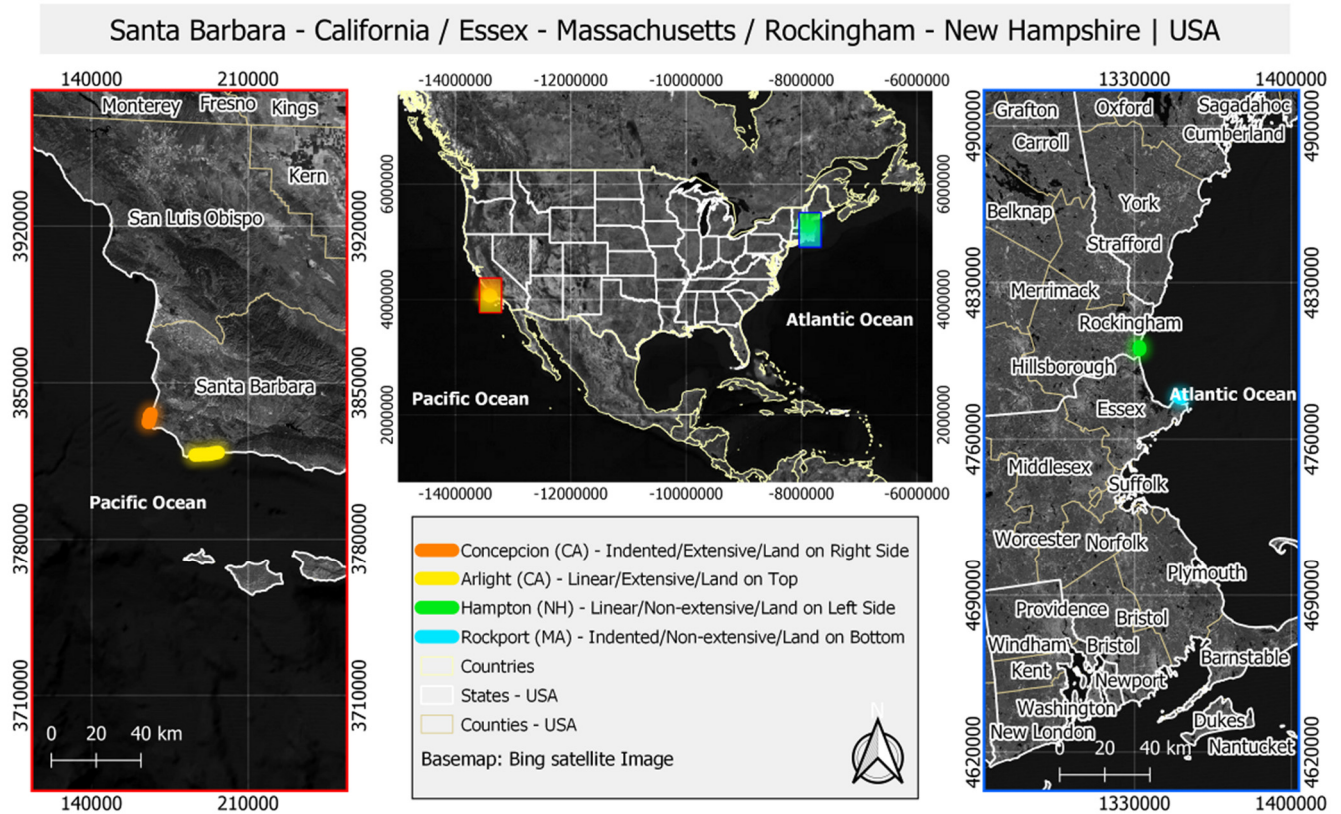 Santa Barbara - California / Essex - Massachusetts / Rockingham - New Hampshire | USA
140000 210000
Monterey Fresno Kings
Kern
San Luis Obispo
Santa Barbara
Pacific Ocean
3920000 3920000
3850000 3850000
3780000 3780000
3710000 3710000
0 20 40 km
140000 210000
-14000000 -12000000 -10000000 -8000000 -6000000
6000000 6000000
4000000 4000000
2000000 2000000
Atlantic Ocean
Pacific Ocean
-14000000 -12000000 -10000000 -8000000 -6000000
Concepcion (CA) - Indented/Extensive/Land on Right Side
Arlight (CA) - Linear/Extensive/Land on Top
Hampton (NH) - Linear/Non-extensive/Land on Left Side
Rockport (MA) - Indented/Non-extensive/Land on Bottom
Countries
States - USA
Counties - USA
Basemap: Bing satellite Image
N
1330000 1400000
Grafton Oxford Sagadahoc
Carroll Cumberland
Belknap York
Strafford
Merrimack
Rockingham
Hillsborough
Atlantic Ocean
Essex
Middlesex
Suffolk
Worcester Norfolk
Plymouth
Providence Bristol
Windham Bristol
Barnstable
Kent Newport
Washington
Dukes
New London
Nantucket
4900000 4900000
4830000 4830000
4760000 4760000
4690000 4690000
4620000 4620000
0 20 40 km
1330000 1400000